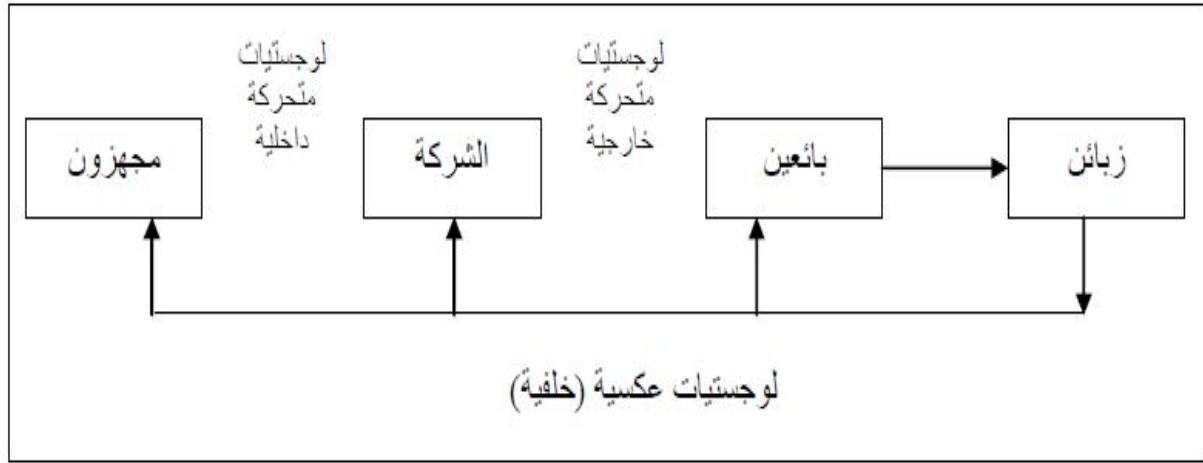 لوجستيات
متحركة
داخلية
لوجستيات
متحركة
خارجية
مجهزون
الشركة
بائعين
زبائن
لوجستيات عكسية (خلفية)